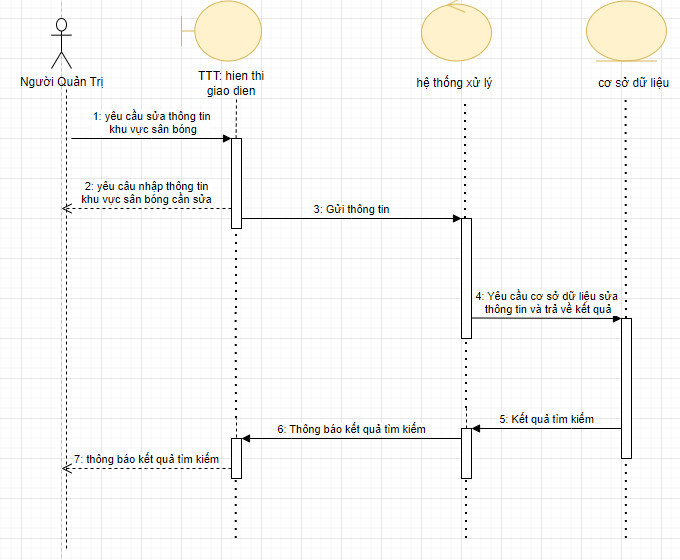 Người Quản Trị
TTT: hien thi
giao dien
hệ thống xử lý
cơ sở dữ liệu
1: yêu cầu sửa thông tin
khu vực sân bóng
2: yêu cầu nhập thông tin
khu vực sân bóng cần sửa
3: Gửi thông tin
4: Yêu cầu cơ sở dữ liệu sửa
thông tin và trả về kết quả
5: Kết quả tìm kiếm
6: Thông báo kết quả tìm kiếm
7: thông báo kết quả tìm kiếm